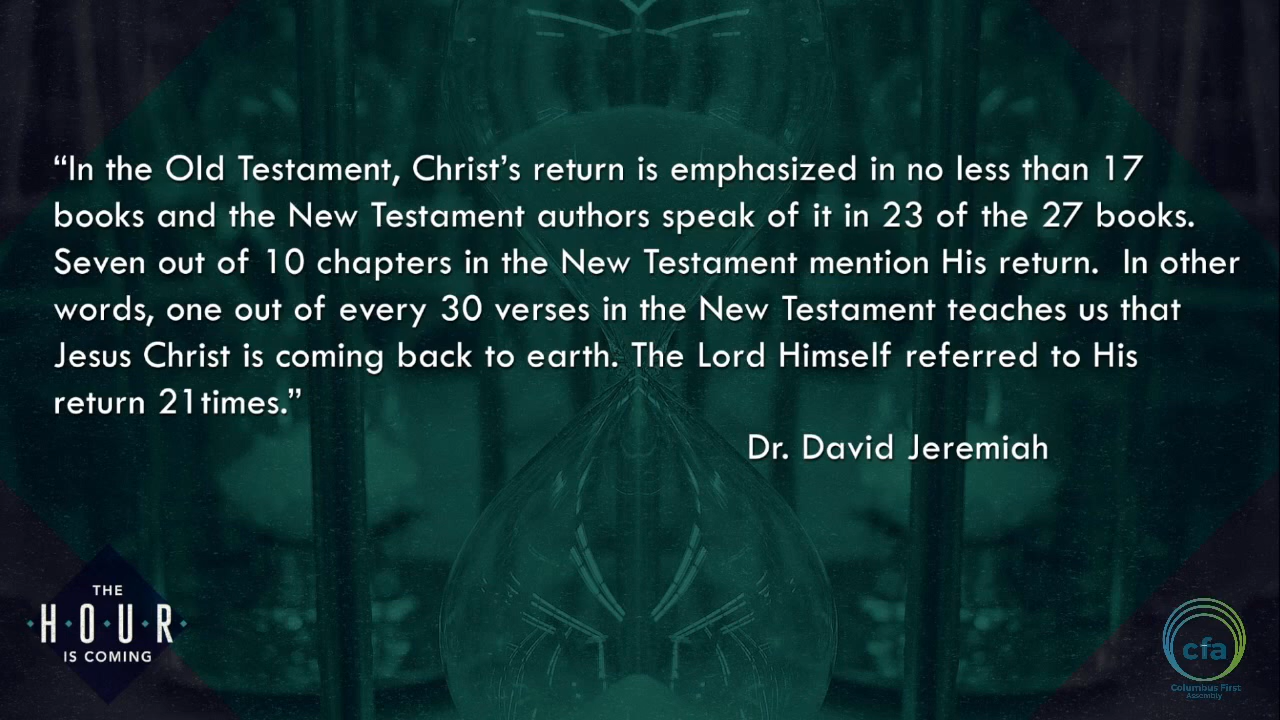 “In the Old Testament, Christ’s return is emphasized in no less than 17
books and the New Testament authors speak of it in 23 of the 27 books.
Seven out of 10 chapters in the New Testament mention His return.  In other
words, one out of every 30 verses in the New Testament teaches us that
Jesus Christ is coming back to earth. The Lord Himself referred to His
return 21times.”
Dr. David Jeremiah
THE
H·O·U·R
IS COMING
cfa
Columbus First
Assembly